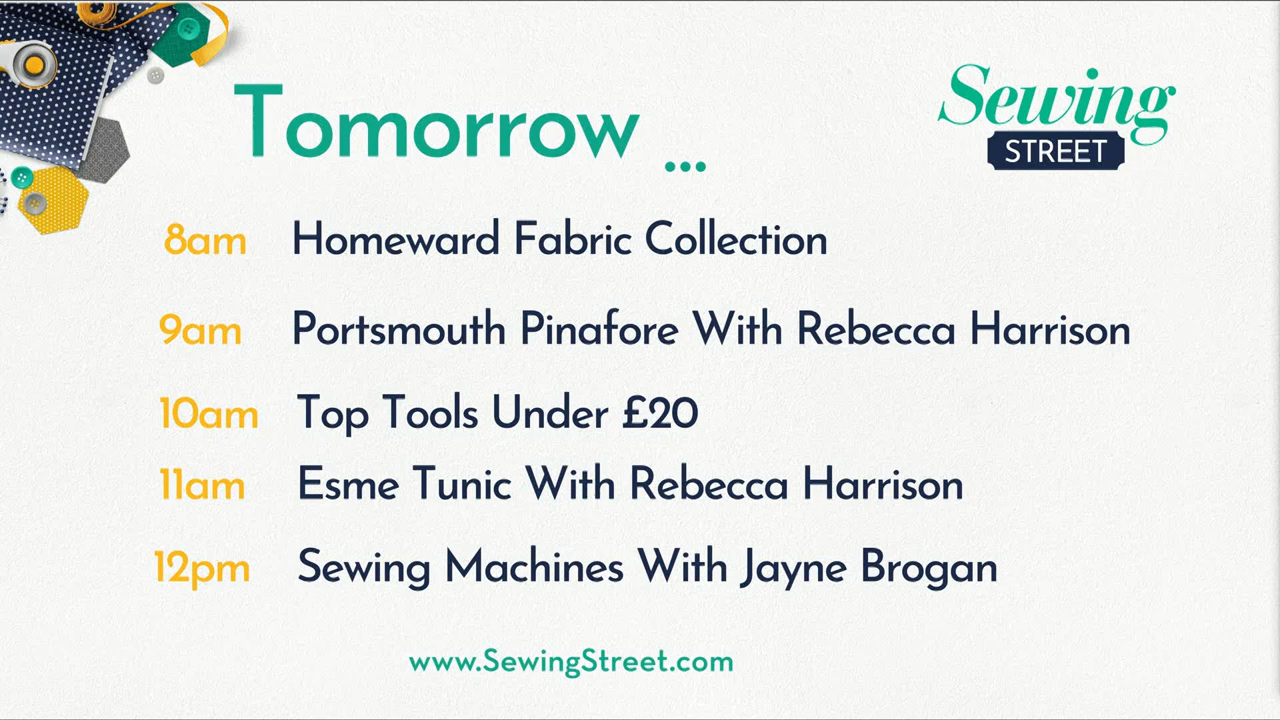 Tomorrow ...
Sewing
STREET
8am Homeward Fabric Collection
9am Portsmouth Pinafore With Rebecca Harrison
10am Top Tools Under £20
11am Esme Tunic With Rebecca Harrison
12pm Sewing Machines With Jayne Brogan
www.SewingStreet.com